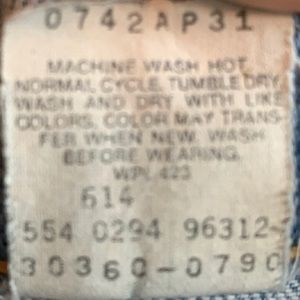 0742AP31
MACHINE WASH HOT
NORMAL CYCLE. TUMBLE DRY.
WASH AND DRY WITH LIKE
COLORS. COLOR MAY TRANS-
FER WHEN NEW. WASH
BEFORE WEARING.
WPL 423
614
554 0294 96312-
30360-0790